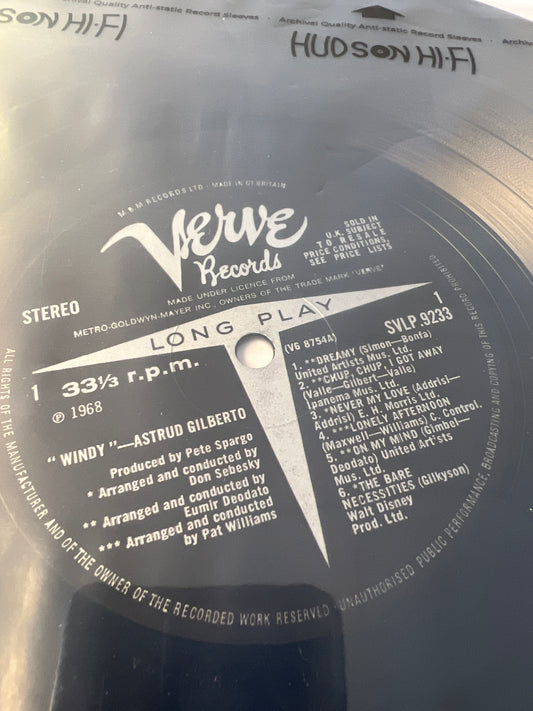 Archival Quality Anti-static Record Sleeves
HUDSON HI-FI
HUDSON HI-FI
M.G.M RECORDS LTD · MADE IN GT BRITAIN
Verve
Records
SOLD IN
U.K. SUBJECT
TO RESALE
PRICE CONDITIONS,
SEE PRICE LISTS
MADE UNDER LICENCE FROM
METRO-GOLDWYN-MAYER INC., OWNERS OF THE TRADE MARK "VERVE"
STEREO
LONG PLAY
1 33⅓ r.p.m.
℗ 1968
"WINDY"—ASTRUD GILBERTO
Produced by Pete Spargo
* Arranged and conducted by
Don Sebesky
** Arranged and conducted by
Eumir Deodato
*** Arranged and conducted
by Pat Williams
1
(V6 8754A) SVLP.9233
1. **DREAMY (Simon—Bonfa)
United Artists Mus. Ltd.
2. **CHUP, CHUP, I GOT AWAY
(Valle—Gilbert—Valle)
Ipanema Mus. Ltd.
3. *NEVER MY LOVE (Addrisi-
Addrisi) E. H. Morris Ltd.
4. ***LONELY AFTERNOON
(Maxwell—Williams) C. Control.
5. **ON MY MIND (Gimbel—
Deodato) United Art'sts
Mus. Ltd.
6. *THE BARE
NECESSITIES (Gilkyson)
Walt Disney
Prod. Ltd.
ALL RIGHTS OF THE MANUFACTURER AND OF THE OWNER OF THE RECORDED WORK RESERVED · UNAUTHORISED PUBLIC PERFORMANCE, BROADCASTING AND COPYING OF THIS RECORD PROHIBITED